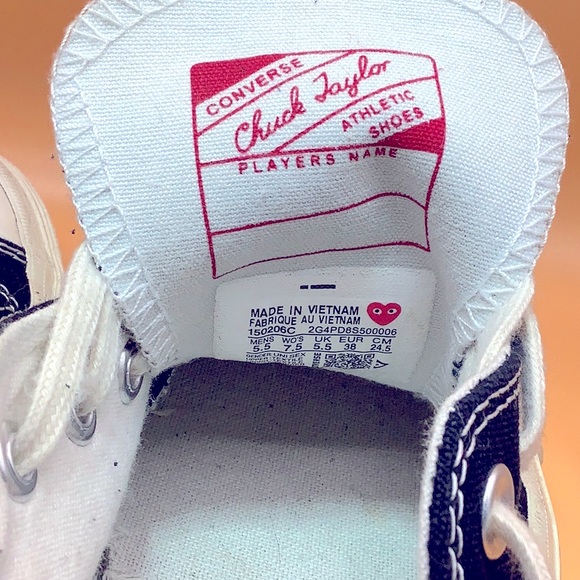 CONVERSE
Chuck Taylor
ATHLETIC
SHOES
PLAYERS NAME
MADE IN VIETNAM
FABRIQUE AU VIETNAM
150206C 2G4PD8S500006
MENS WO'S UK EUR CM
5.5 7.5 5.5 38 24.5